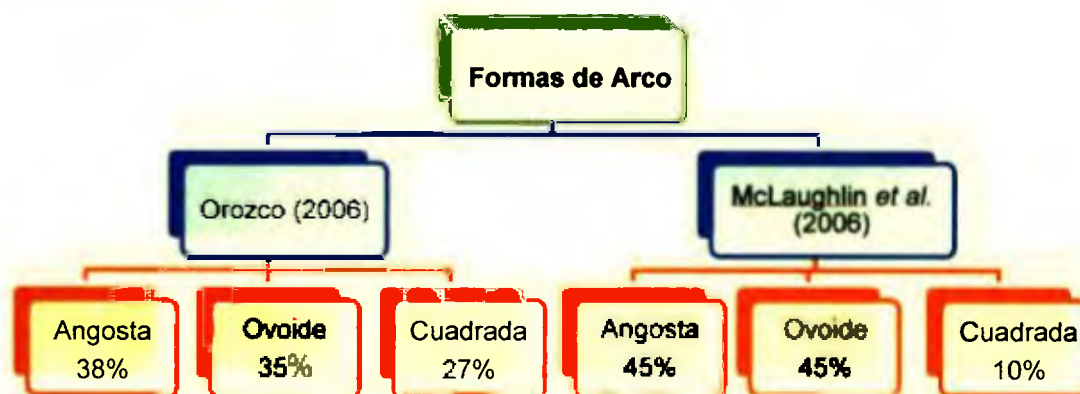 Formas de Arco
Orozco (2006)
McLaughlin et al.
(2006)
Angosta
38%
Ovoide
35%
Cuadrada
27%
Angosta
45%
Ovoide
45%
Cuadrada
10%